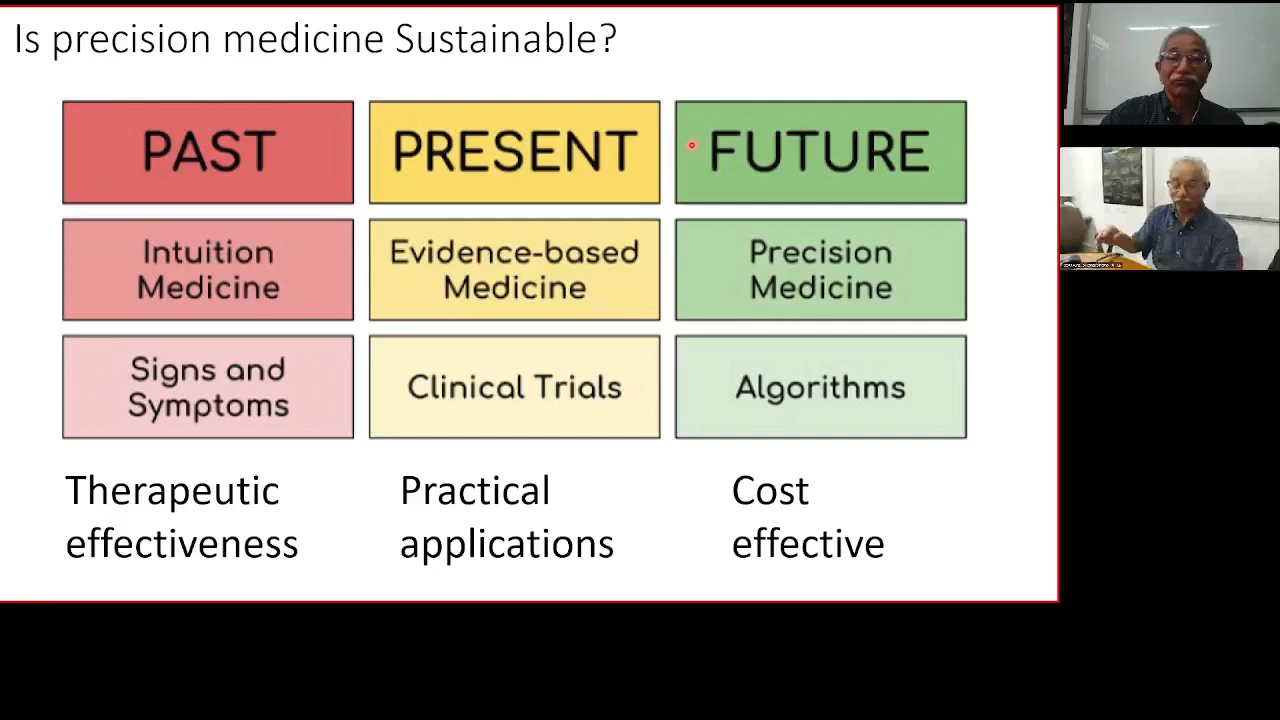 Is precision medicine Sustainable?
PAST
PRESENT
FUTURE
Intuition
Medicine
Evidence-based
Medicine
Precision
Medicine
Signs and
Symptoms
Clinical Trials
Algorithms
Therapeutic
effectiveness
Practical
applications
Cost
effective